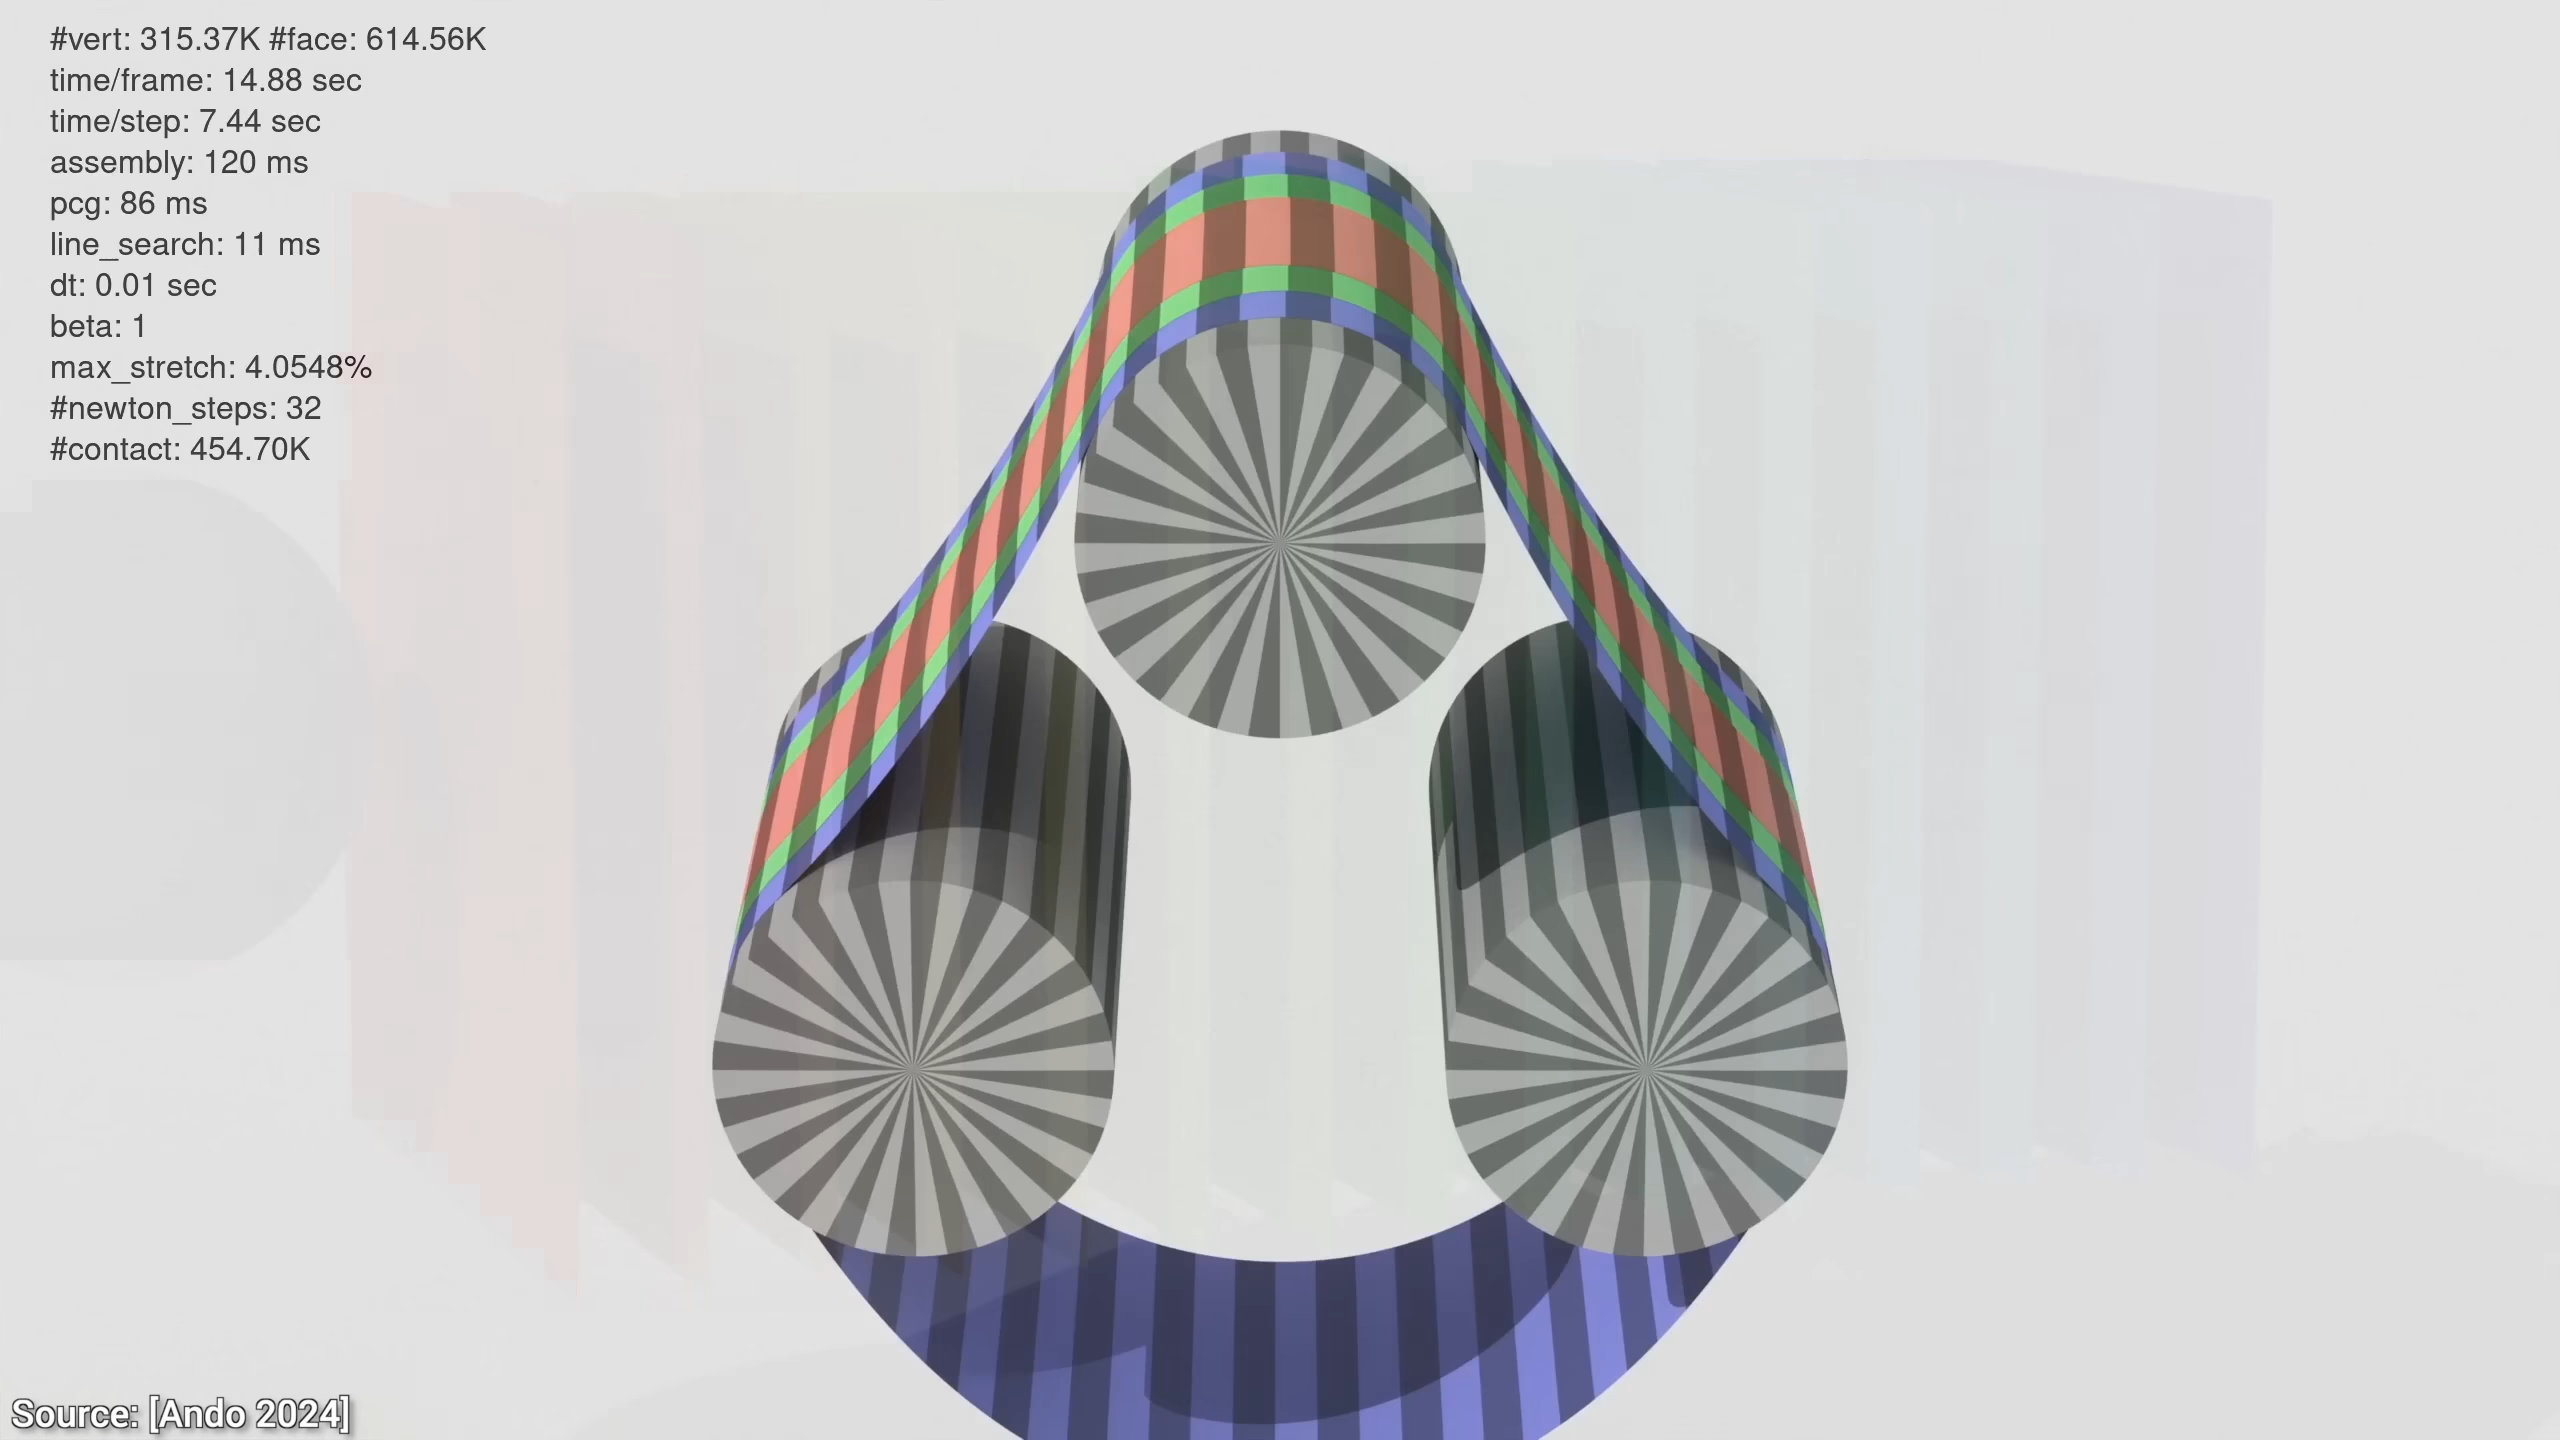 #vert: 315.37K #face: 614.56K
time/frame: 14.88 sec
time/step: 7.44 sec
assembly: 120 ms
pcg: 86 ms
line_search: 11 ms
dt: 0.01 sec
beta: 1
max_stretch: 4.0548%
#newton_steps: 32
#contact: 454.70K
Source: [Ando 2024]